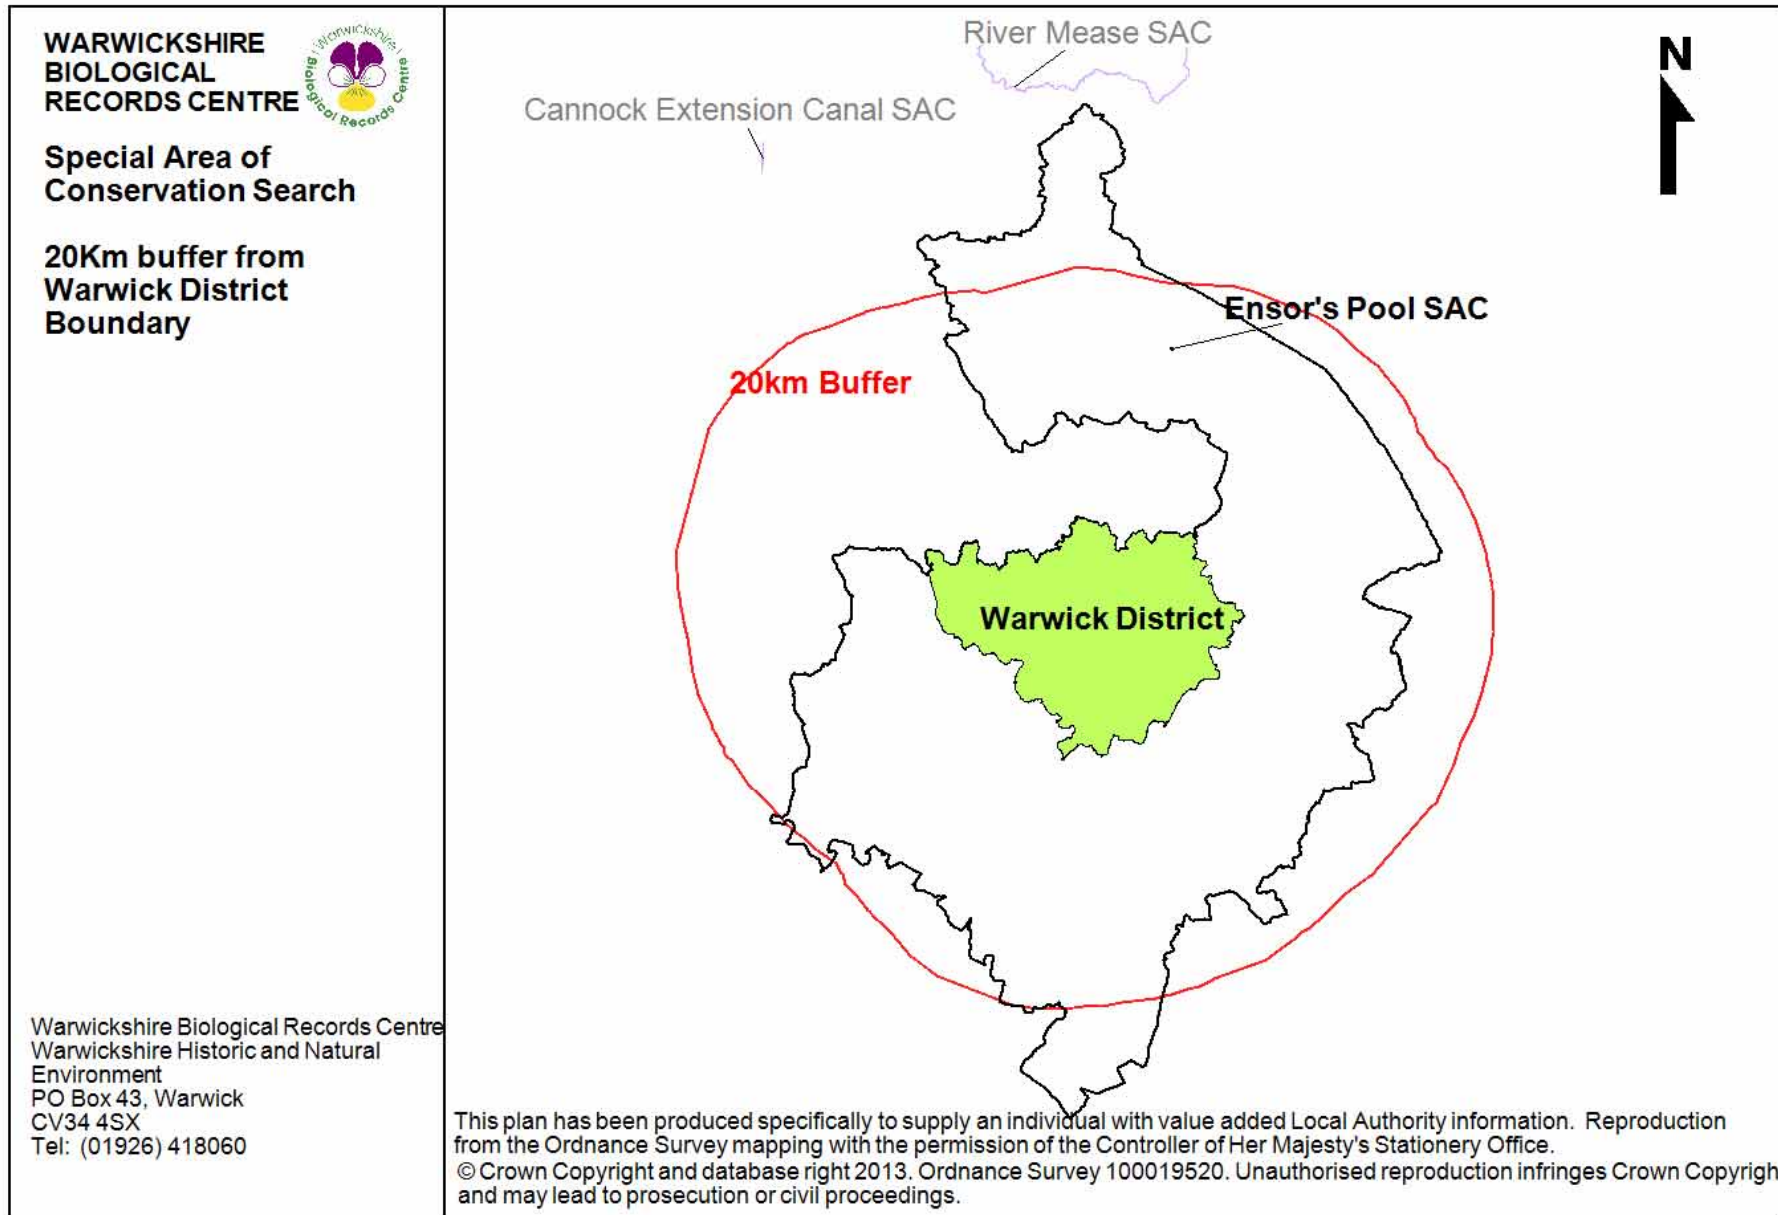 WARWICKSHIRE
BIOLOGICAL
RECORDS CENTRE
Warwickshire
Biological Records Centre
Special Area of
Conservation Search
20Km buffer from
Warwick District
Boundary
River Mease SAC
Cannock Extension Canal SAC
N
Ensor's Pool SAC
20km Buffer
Warwick District
Warwickshire Biological Records Centre
Warwickshire Historic and Natural
Environment
PO Box 43, Warwick
CV34 4SX
Tel: (01926) 418060
This plan has been produced specifically to supply an individual with value added Local Authority information. Reproduction
from the Ordnance Survey mapping with the permission of the Controller of Her Majesty's Stationery Office.
© Crown Copyright and database right 2013. Ordnance Survey 100019520. Unauthorised reproduction infringes Crown Copyrigh
and may lead to prosecution or civil proceedings.